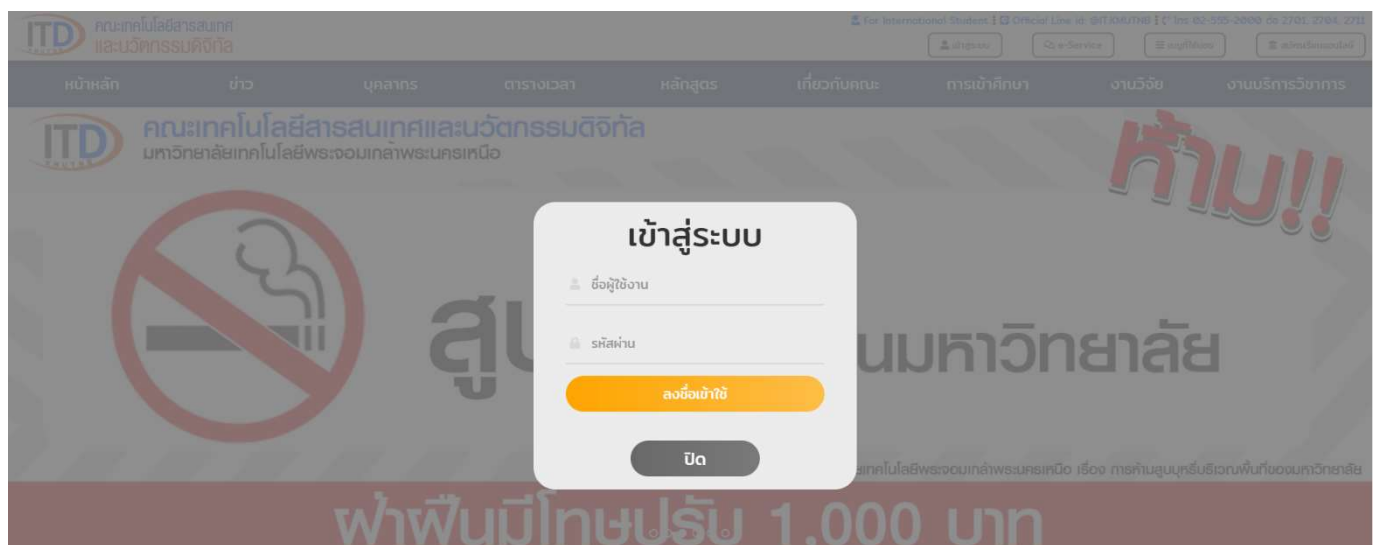 ITD คณะเทคโนโลยีสารสนเทศ
และนวัตกรรมดิจิทัล
For International Student | Official Line id: @ITDKUTNB | โทร 02-555-2000 ต่อ 2701, 2704, 2711
เข้าสู่ระบบ e-Service เมนูที่ใช้บ่อย
หน้าหลัก ข่าว บุคลากร ตารางเวลา หลักสูตร เกี่ยวกับคณะ การเข้าศึกษา งานวิจัย งานบริการวิชาการ
ITD คณะเทคโนโลยีสารสนเทศและนวัตกรรมดิจิทัล
มหาวิทยาลัยเทคโนโลยีพระจอมเกล้าพระนครเหนือ
ห้าม!!
เข้าสู่ระบบ
ชื่อผู้ใช้งาน
รหัสผ่าน
ลงชื่อเข้าใช้
ปิด
มหาวิทยาลัย
เทคโนโลยีพระจอมเกล้าพระนครเหนือ เรื่อง การห้ามสูบบุหรี่บริเวณพื้นที่ของมหาวิทยาลัย
ฝ่าฝืนมีโทษปรับ 1,000 บาท